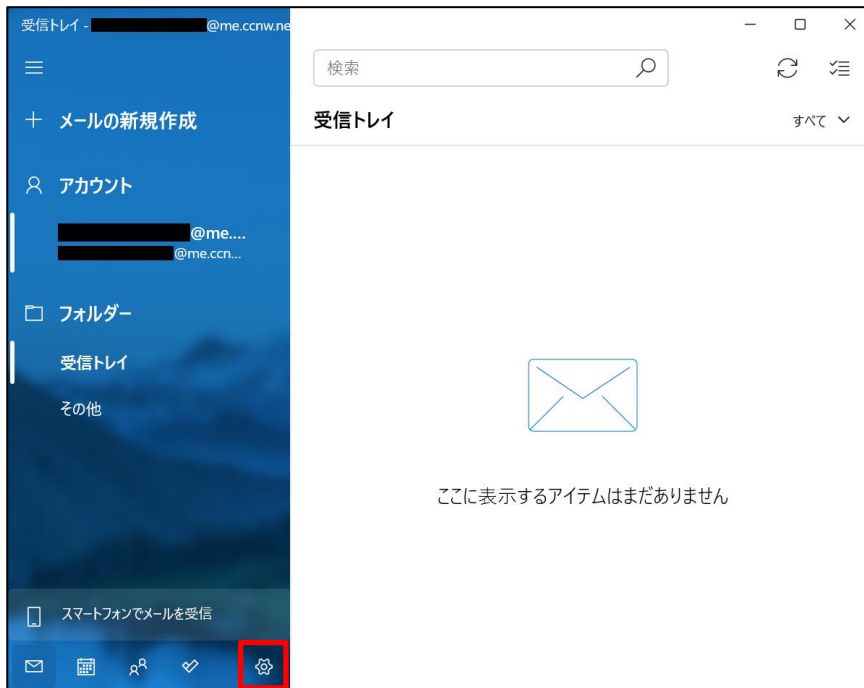 受信トレイ - @me.ccnw.ne
検索
メールの新規作成
受信トレイ
すべて
アカウント
@me....
@me.ccn...
フォルダー
受信トレイ
その他
ここに表示するアイテムはまだありません
スマートフォンでメールを受信